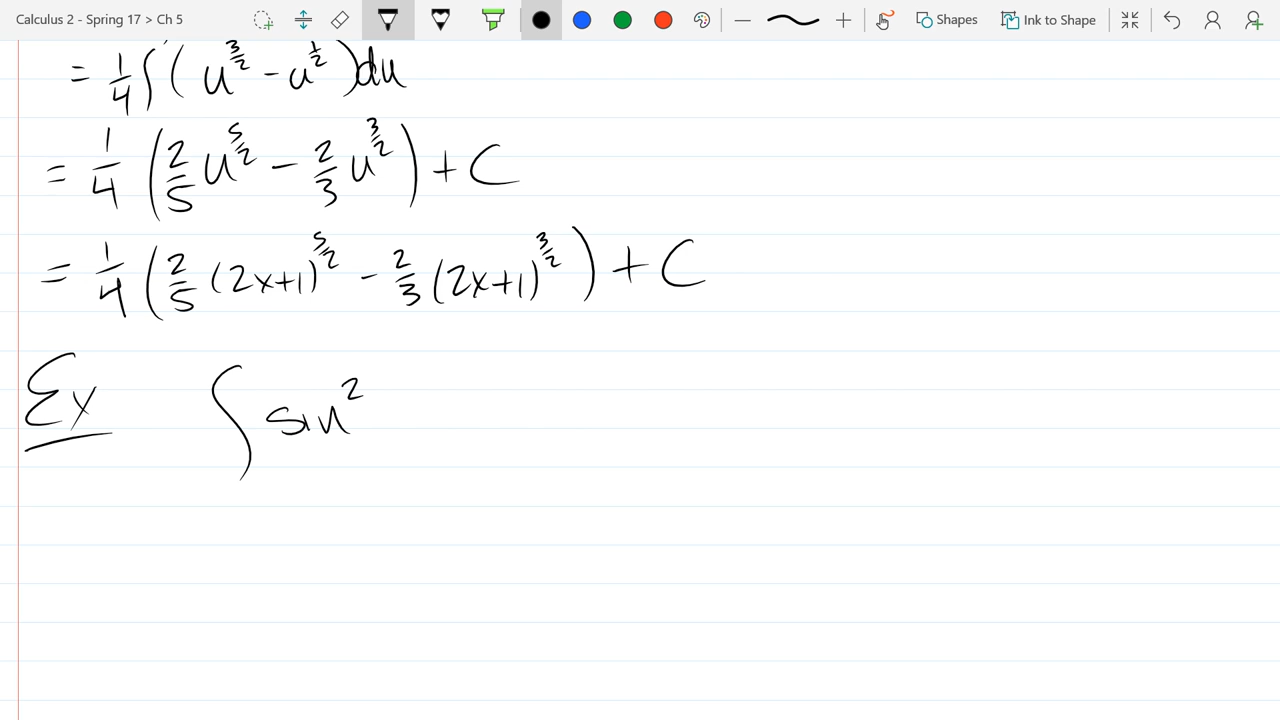 Calculus 2 - Spring 17 > Ch 5 Shapes Ink to Shape
= 1/4 ∫ ( u^{3/2} - u^{1/2} ) du
= 1/4 ( 2/5 u^{5/2} - 2/3 u^{3/2} ) + C
= 1/4 ( 2/5 (2x+1)^{5/2} - 2/3 (2x+1)^{3/2} ) + C
Ex ∫ sin^2